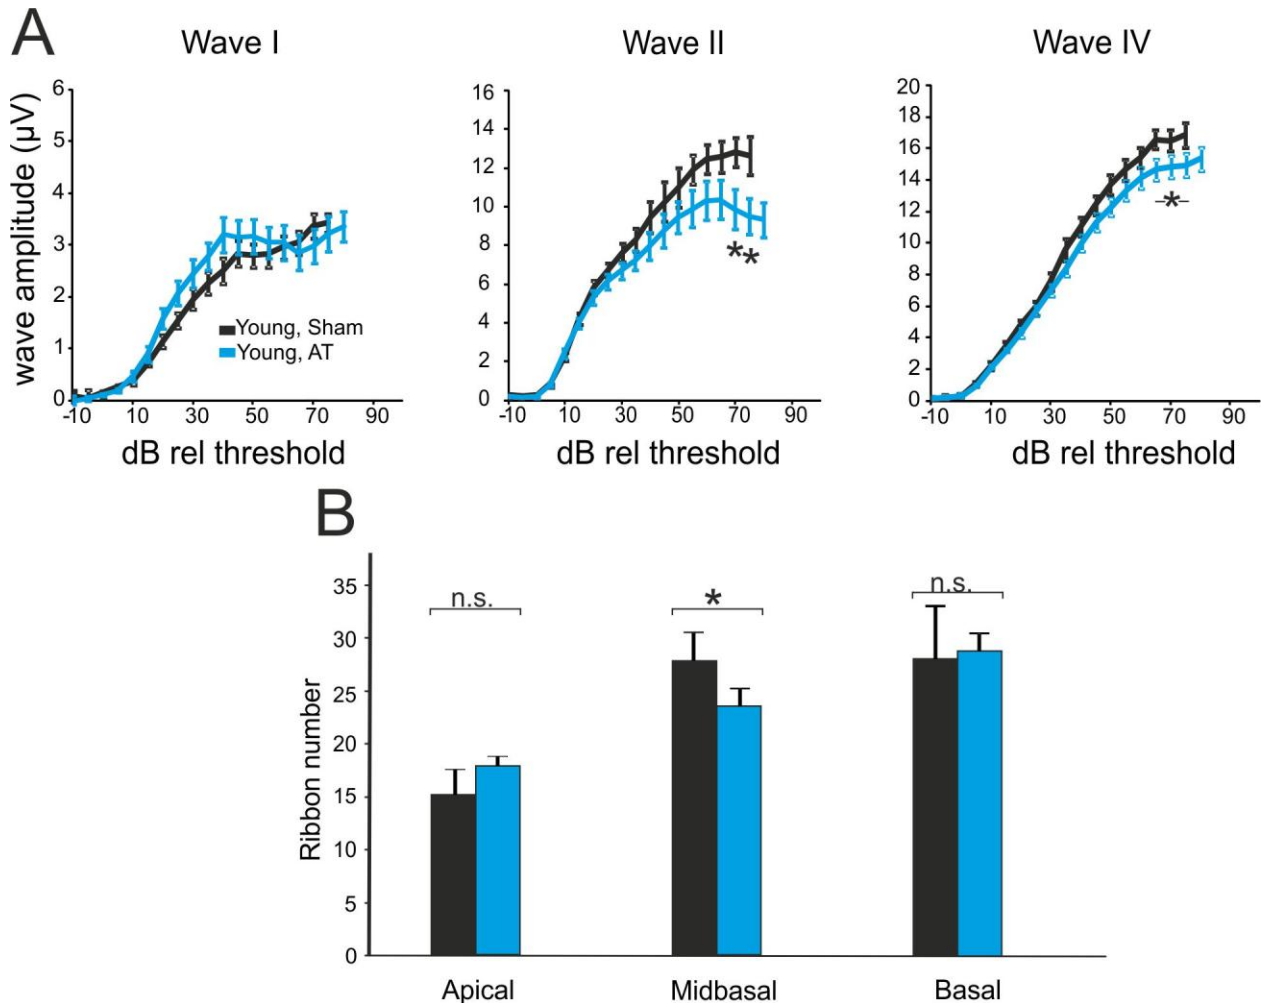 A
Wave I
Wave II
Wave IV
wave amplitude (µV)
6
5
4
3
2
1
0
-10 10 30 50 70 90
dB rel threshold
Young, Sham
Young, AT
16
14
12
10
8
6
4
2
0
-10 10 30 50 70 90
dB rel threshold
**
20
18
16
14
12
10
8
6
4
2
0
-10 10 30 50 70 90
dB rel threshold
*
B
Ribbon number
35
30
25
20
15
10
5
0
n.s.
*
n.s.
Apical
Midbasal
Basal